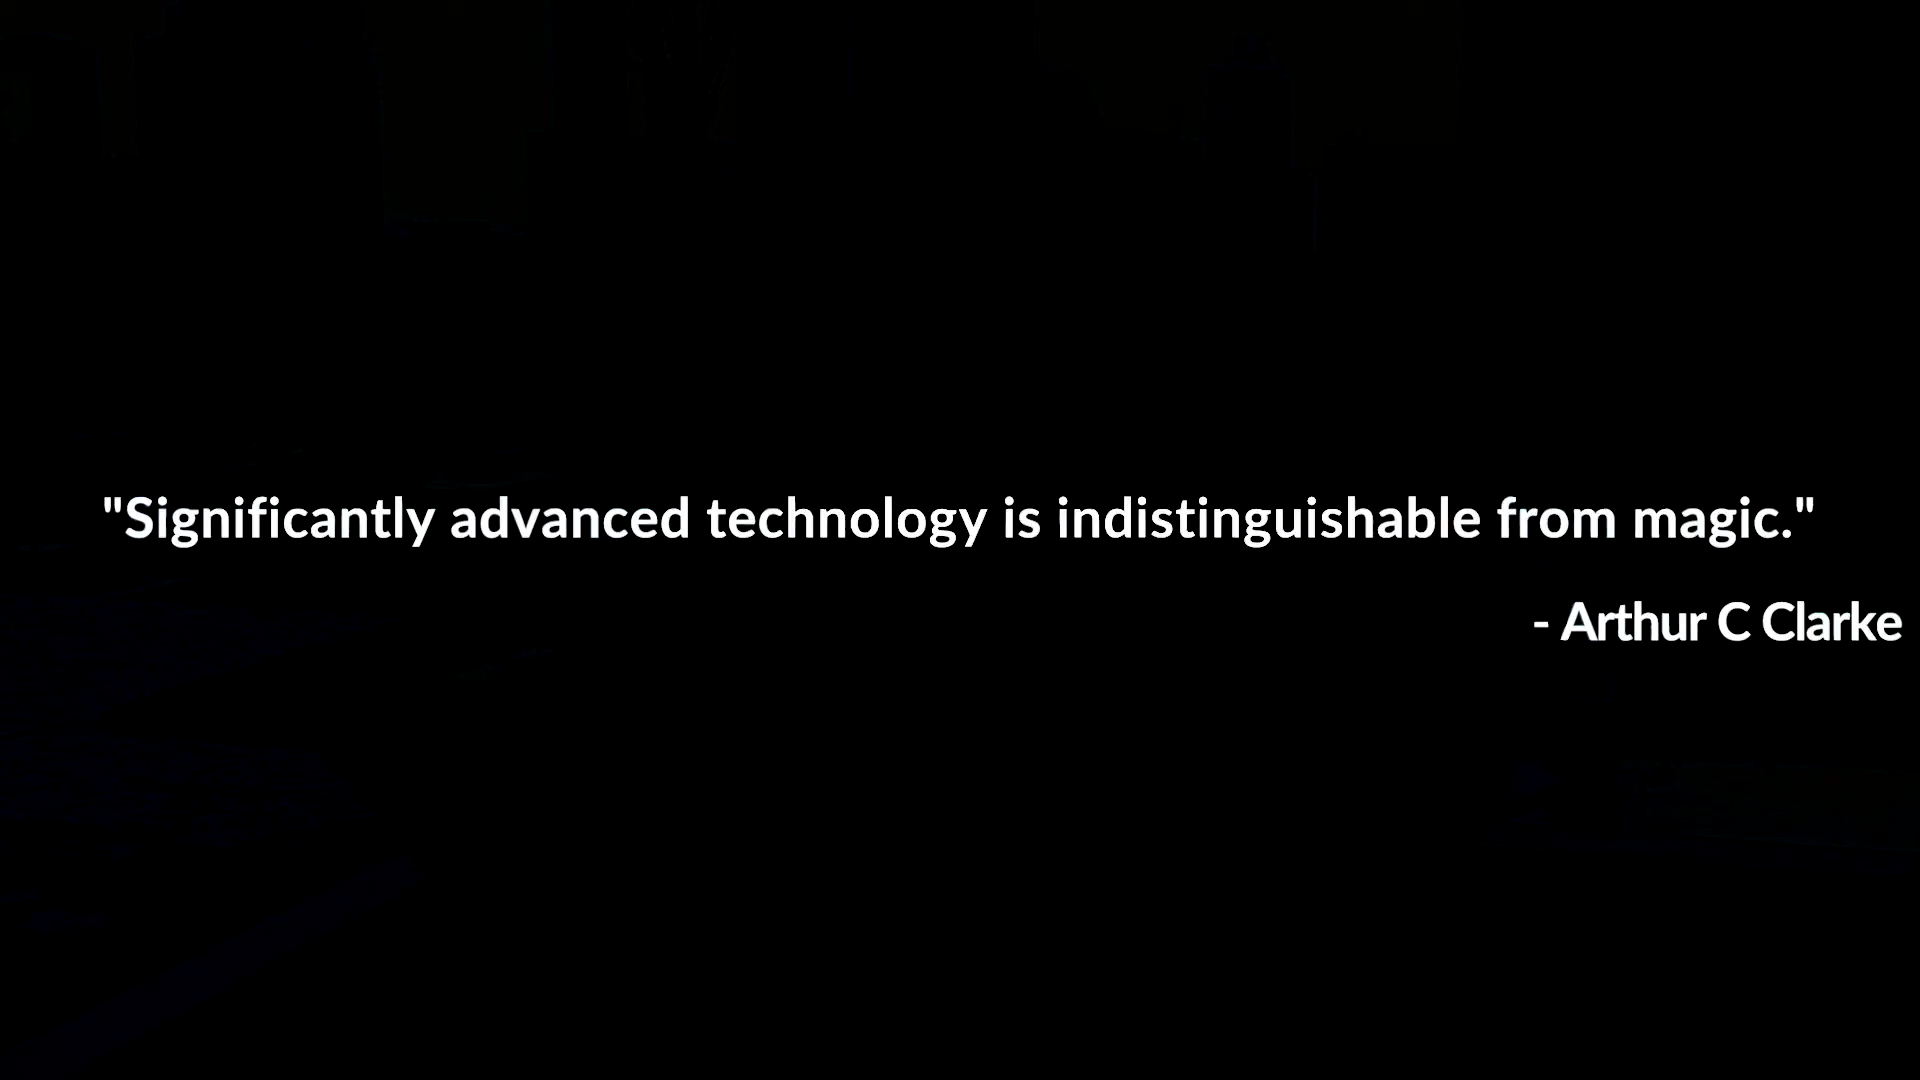 "Significantly advanced technology is indistinguishable from magic."
- Arthur C Clarke